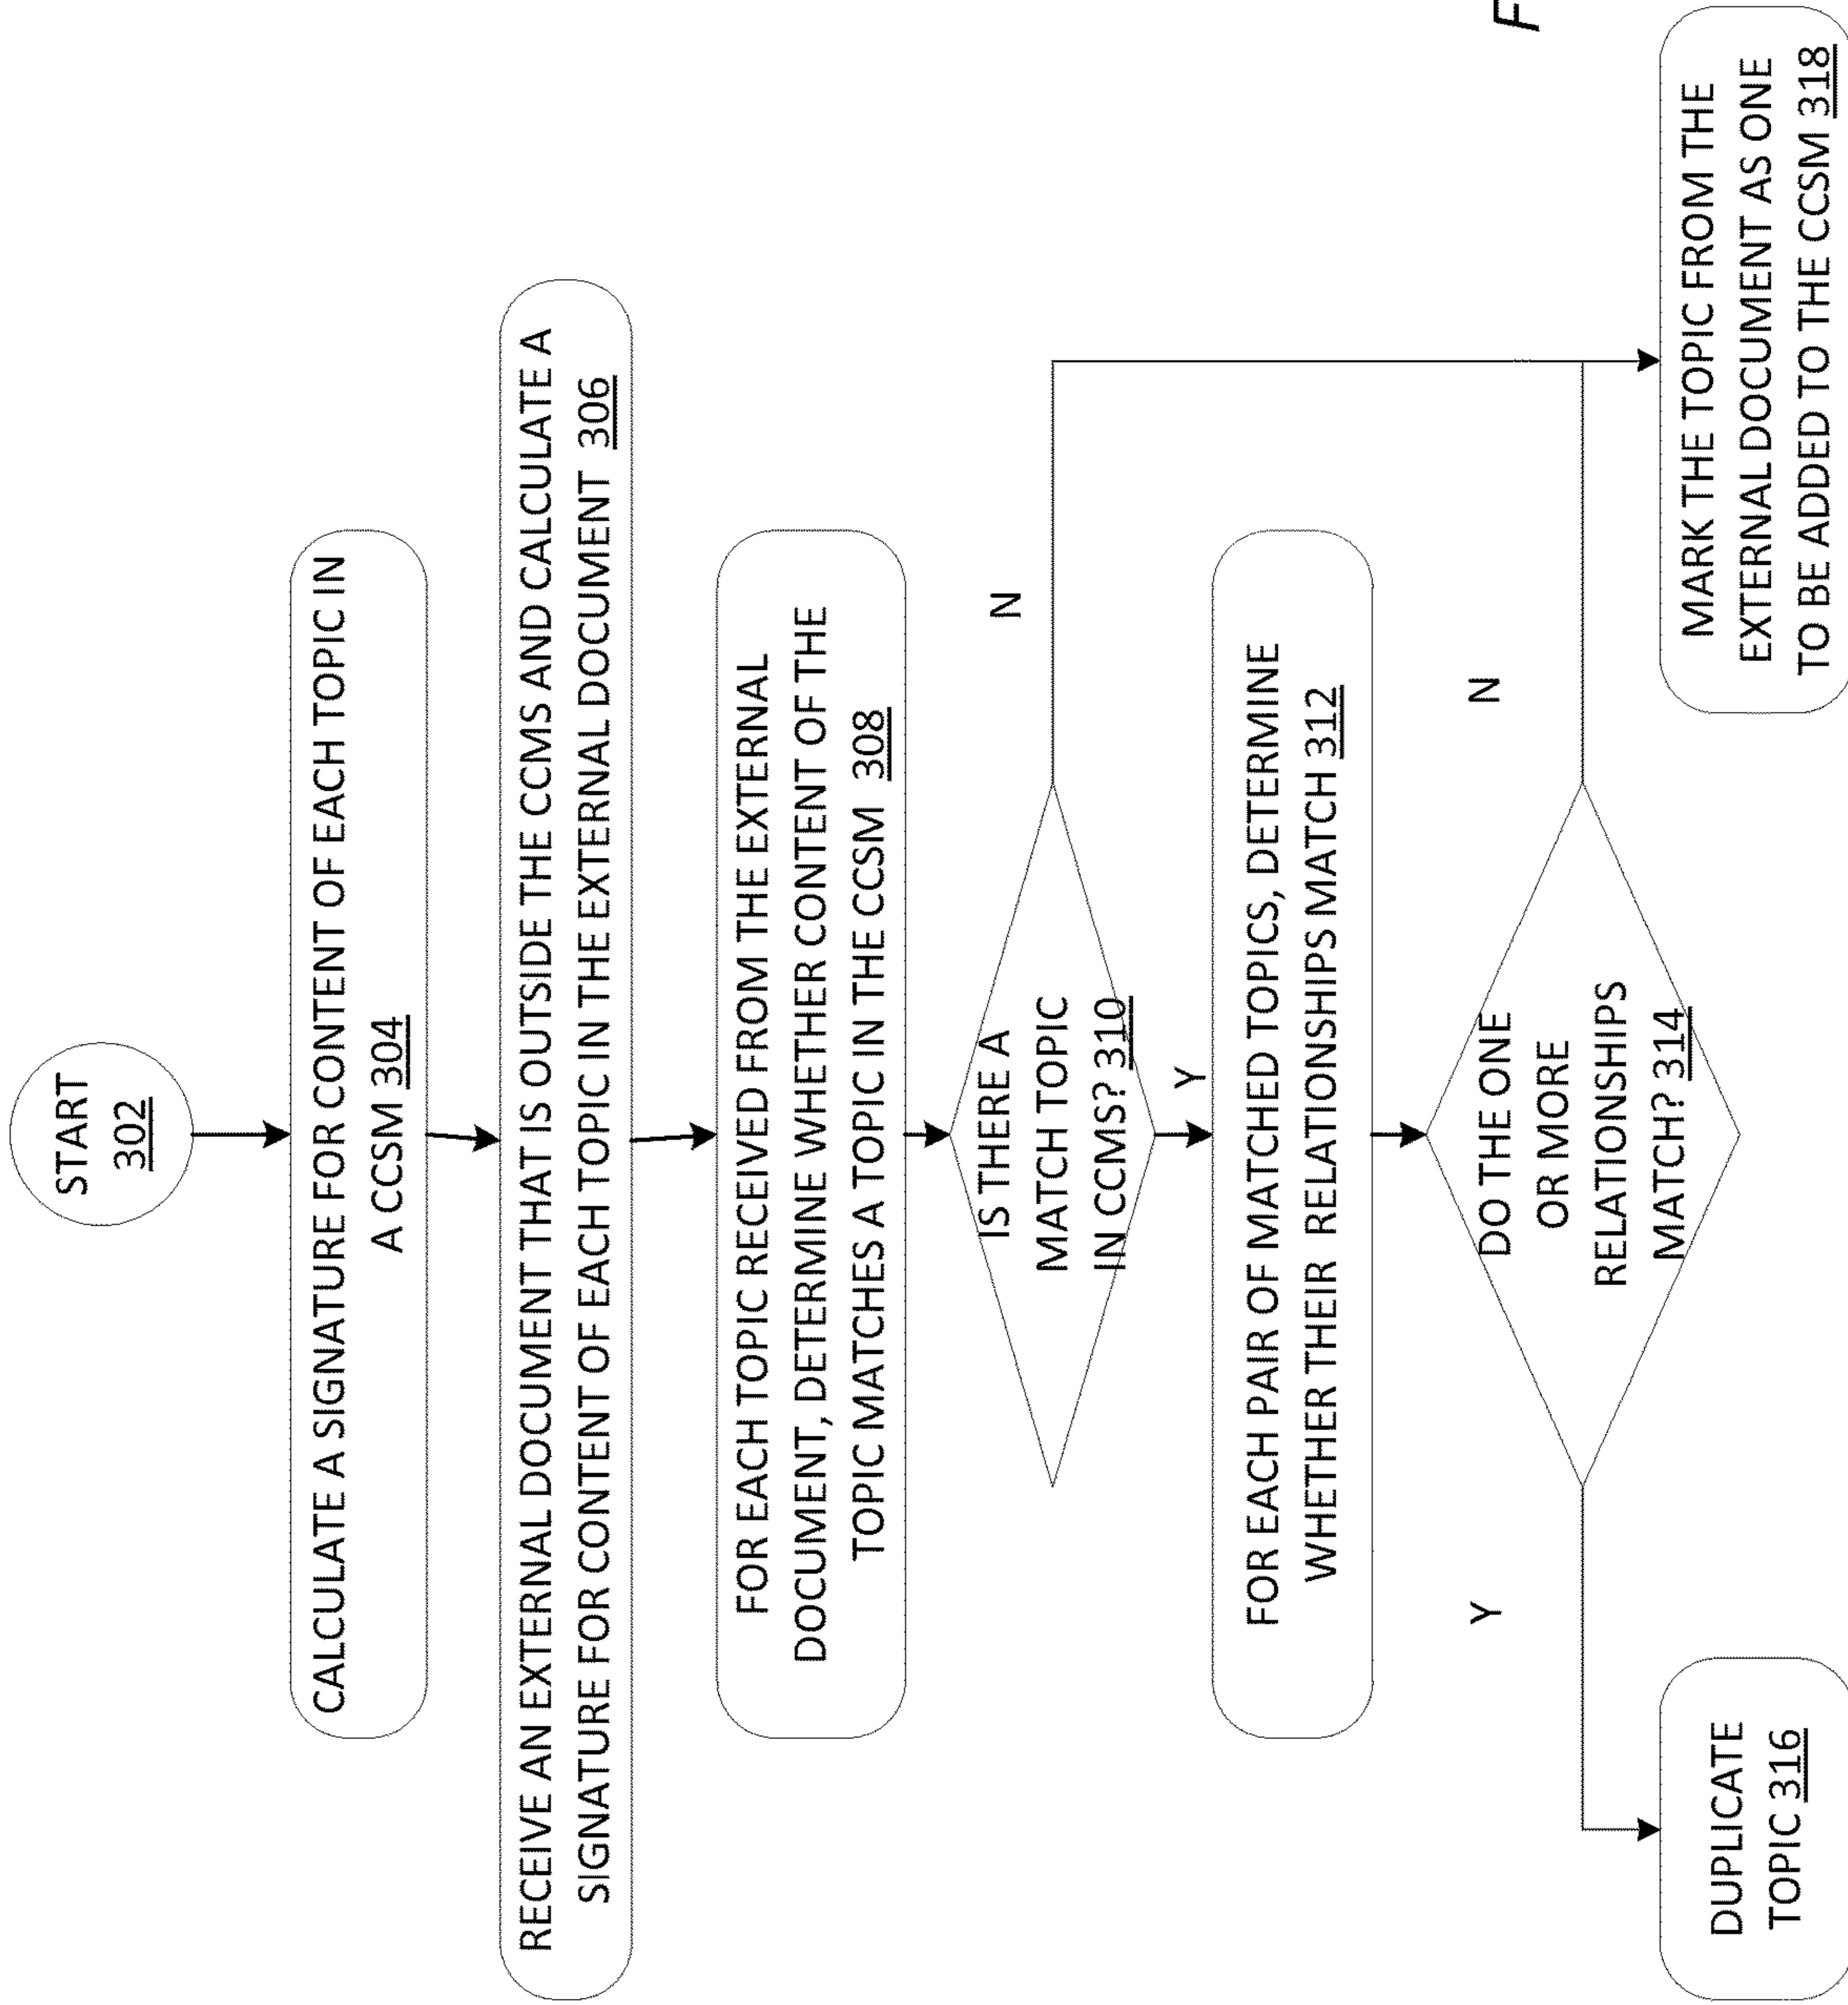 START
302
CALCULATE A SIGNATURE FOR CONTENT OF EACH TOPIC IN
A CCSM 304
RECEIVE AN EXTERNAL DOCUMENT THAT IS OUTSIDE THE CCMS AND CALCULATE A
SIGNATURE FOR CONTENT OF EACH TOPIC IN THE EXTERNAL DOCUMENT 306
FOR EACH TOPIC RECEIVED FROM THE EXTERNAL
DOCUMENT, DETERMINE WHETHER CONTENT OF THE
TOPIC MATCHES A TOPIC IN THE CCSM 308
IS THERE A
MATCH TOPIC
IN CCMS? 310
N
Y
FOR EACH PAIR OF MATCHED TOPICS, DETERMINE
WHETHER THEIR RELATIONSHIPS MATCH 312
DO THE ONE
OR MORE
RELATIONSHIPS
MATCH? 314
Y
N
F
DUPLICATE
TOPIC 316
MARK THE TOPIC FROM THE
EXTERNAL DOCUMENT AS ONE
TO BE ADDED TO THE CCSM 318